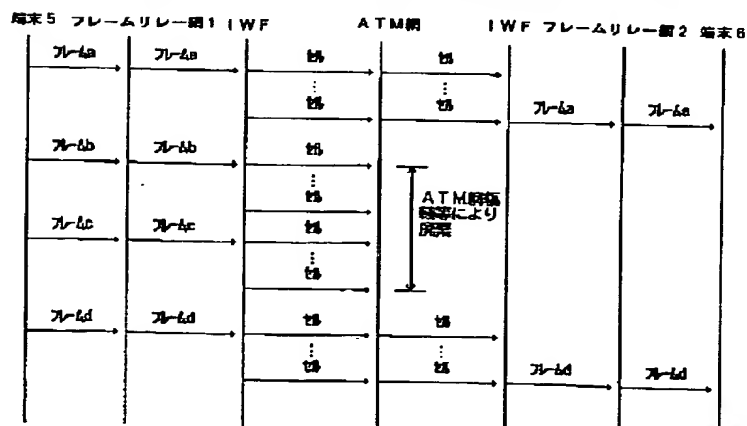 端末5 フレームリレー網1 IWF ATM網 IWF フレームリレー網2 端末6
フレームa フレームa セル セル
セル セル フレームa フレームa
フレームb フレームb セル
セル
ATM網輻
輳等により
廃棄
フレームc フレームc セル
セル
フレームd フレームd セル セル
セル セル フレームd フレームd